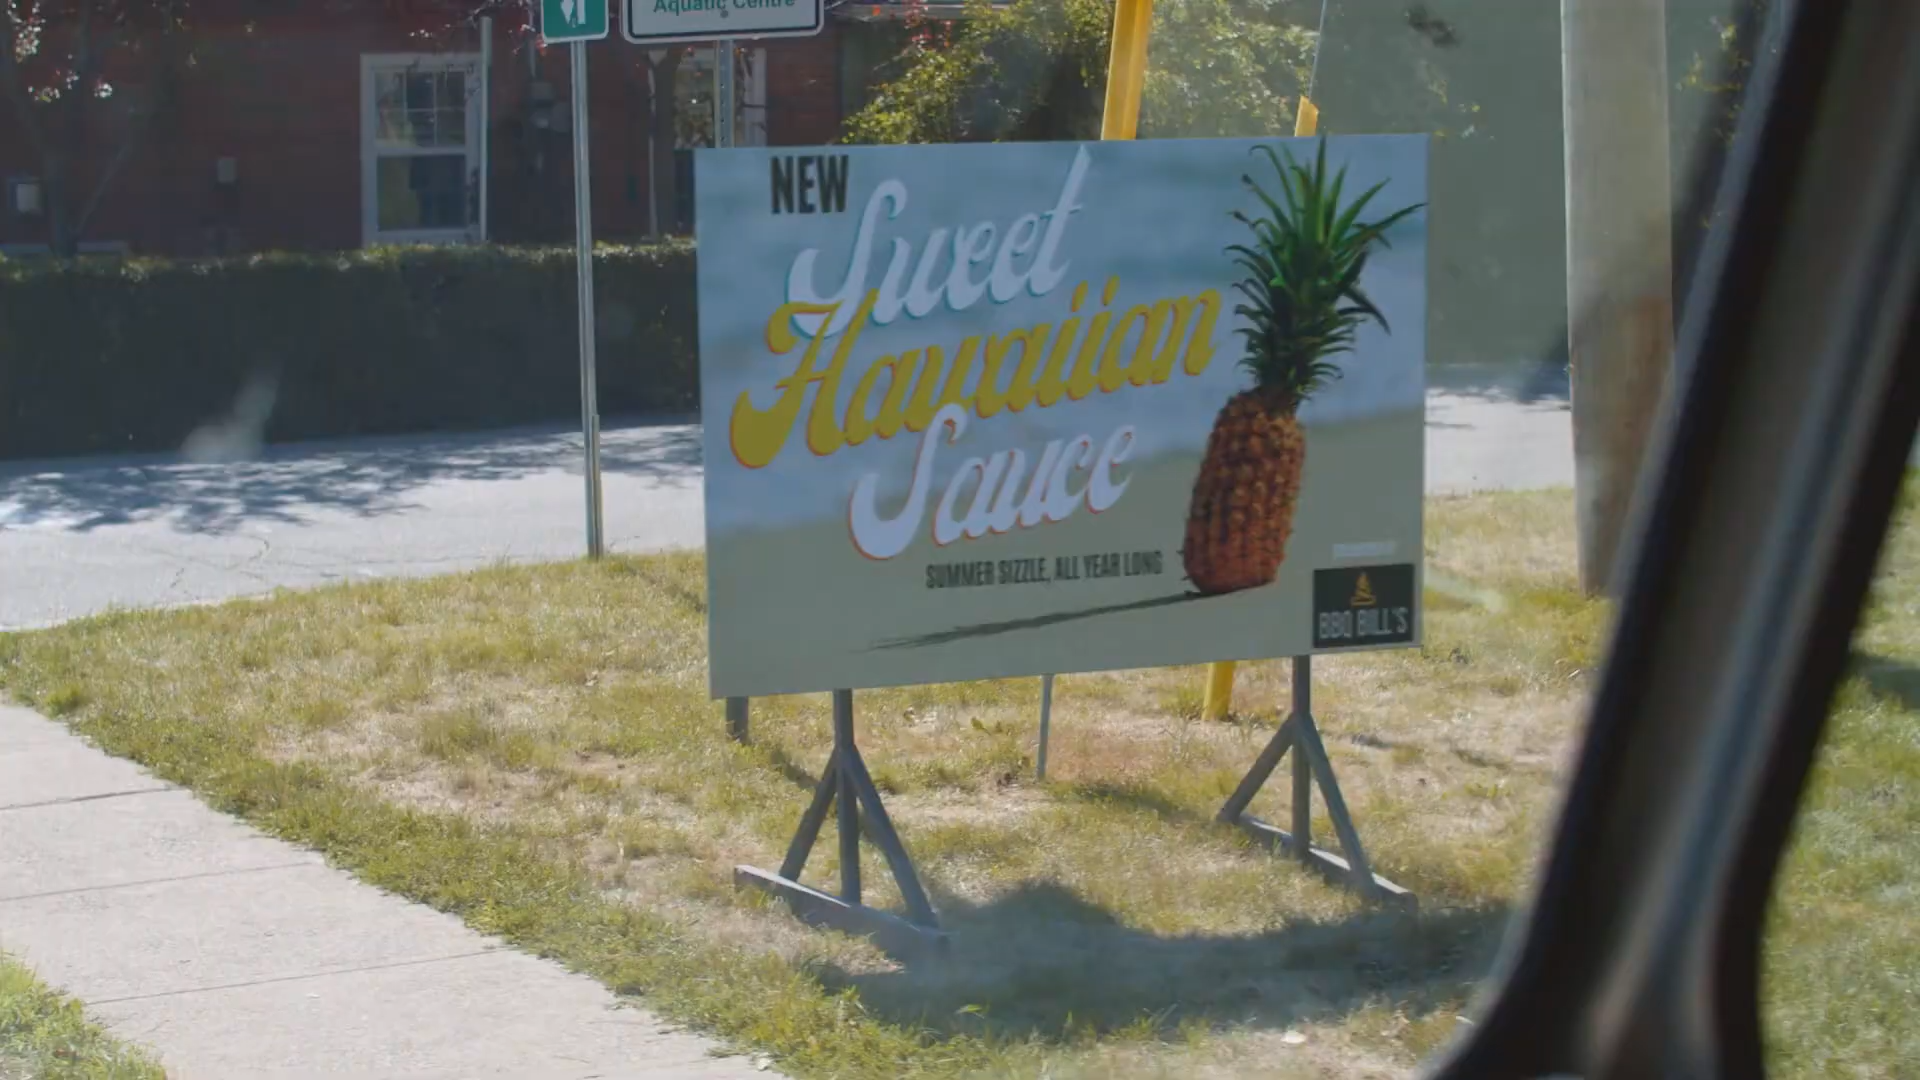 Aquatic Centre
NEW
Sweet
Hawaiian
Sauce
SUMMER SIZZLE, ALL YEAR LONG
BBQ BILL'S